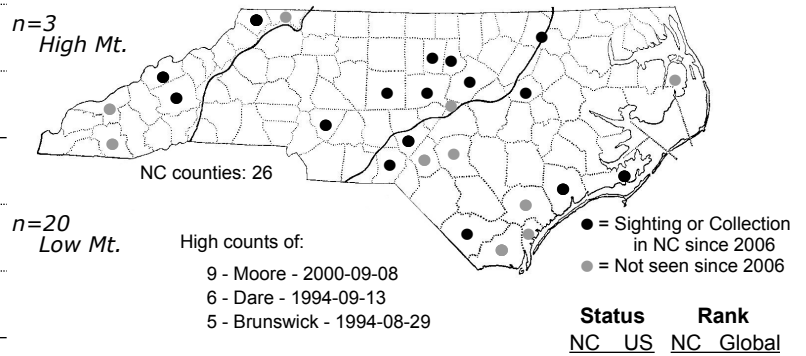 n=3
High Mt.
NC counties: 26
n=20
Low Mt.
High counts of:
9 - Moore - 2000-09-08
6 - Dare - 1994-09-13
5 - Brunswick - 1994-08-29
= Sighting or Collection
in NC since 2006
= Not seen since 2006
Status Rank
NC US NC Global